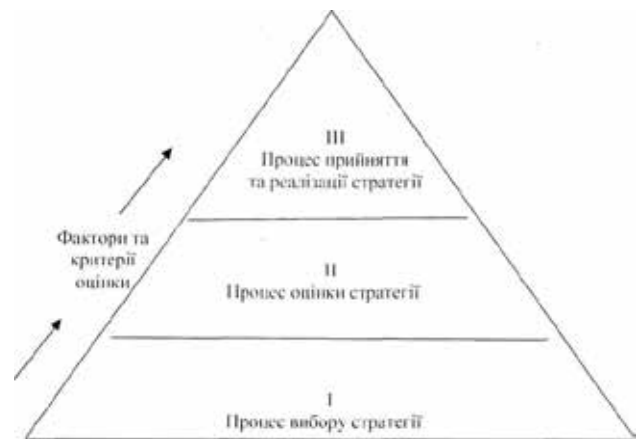 III
Процес прийняття
та реалізації стратегії
Фактори та
критерії
оцінки
II
Процес оцінки стратегії
I
Процес вибору стратегії